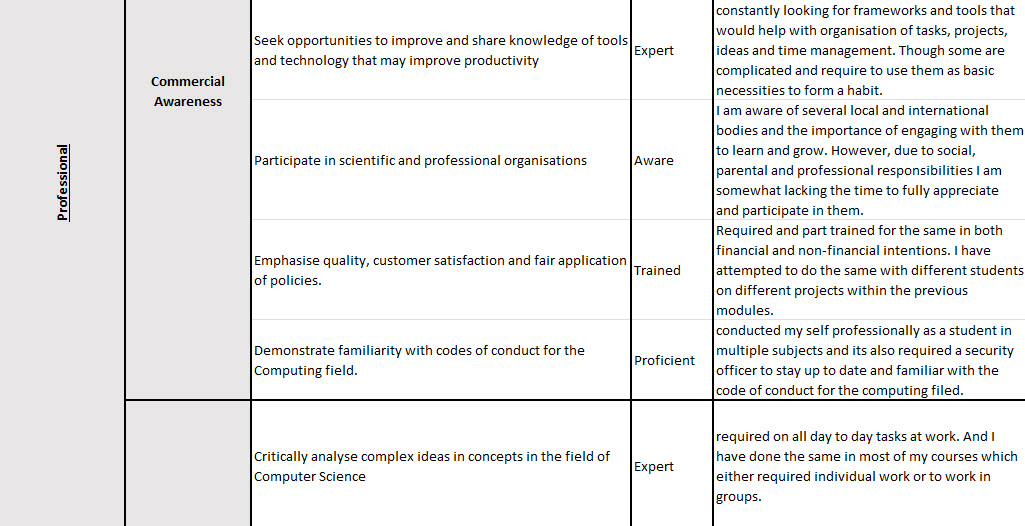 Professional
Commercial
Awareness
Seek opportunities to improve and share knowledge of tools
and technology that may improve productivity
Expert
constantly looking for frameworks and tools that
would help with organisation of tasks, projects,
ideas and time management. Though some are
complicated and require to use them as basic
necessities to form a habit.
Participate in scientific and professional organisations
Aware
I am aware of several local and international
bodies and the importance of engaging with them
to learn and grow. However, due to social,
parental and professional responsibilities I am
somewhat lacking the time to fully appreciate
and participate in them.
Emphasise quality, customer satisfaction and fair application
of policies.
Trained
Required and part trained for the same in both
financial and non-financial intentions. I have
attempted to do the same with different students
on different projects within the previous
modules.
Demonstrate familiarity with codes of conduct for the
Computing field.
Proficient
conducted my self professionally as a student in
multiple subjects and its also required a security
officer to stay up to date and familiar with the
code of conduct for the computing filed.
Critically analyse complex ideas in concepts in the field of
Computer Science
Expert
required on all day to day tasks at work. And I
have done the same in most of my courses which
either required individual work or to work in
groups.